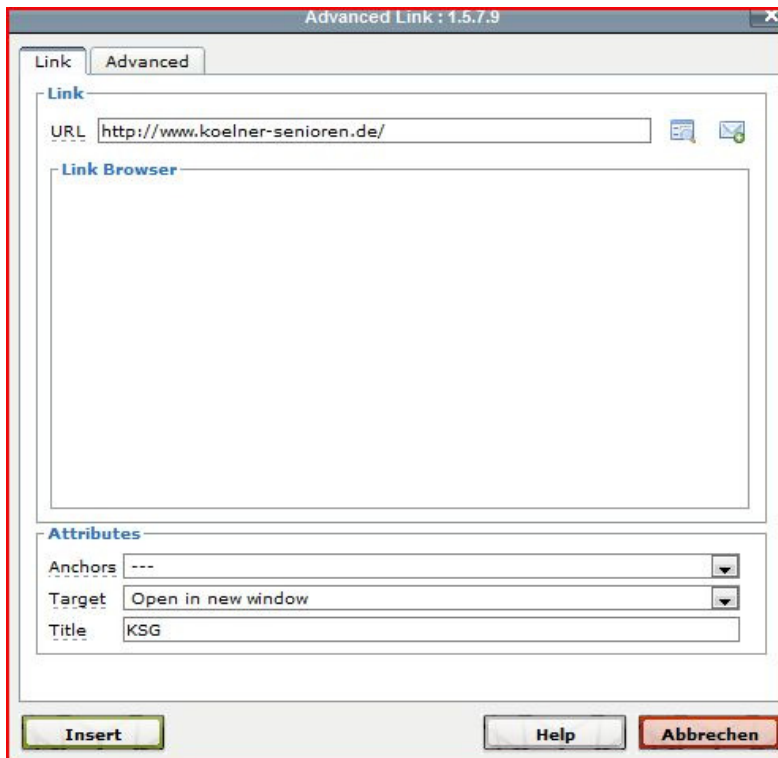 Advanced Link : 1.5.7.9
Link Advanced
Link
URL http://www.koelner-senioren.de/
Link Browser
Attributes
Anchors ---
Target Open in new window
Title KSG
Insert Help Abbrechen